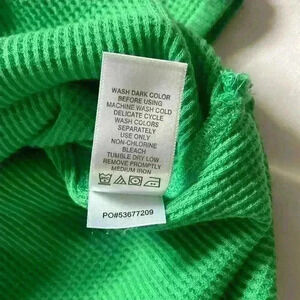 WASH DARK COLOR
BEFORE USING
MACHINE WASH COLD
DELICATE CYCLE
WASH COLORS
SEPARATELY
USE ONLY
NON-CHLORINE
BLEACH
TUMBLE DRY LOW
REMOVE PROMPTLY
MEDIUM IRON
PO#53677209